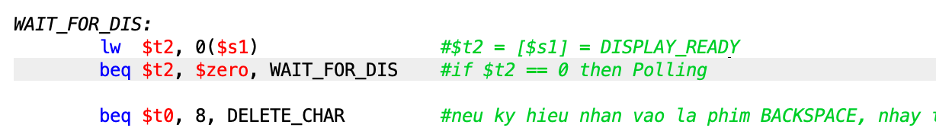 WAIT_FOR_DIS:
lw $t2, 0($s1) #$t2 = [$s1] = DISPLAY_READY
beq $t2, $zero, WAIT_FOR_DIS #if $t2 == 0 then Polling
beq $t0, 8, DELETE_CHAR #neu ky hieu nhan vao la phim BACKSPACE, nhay